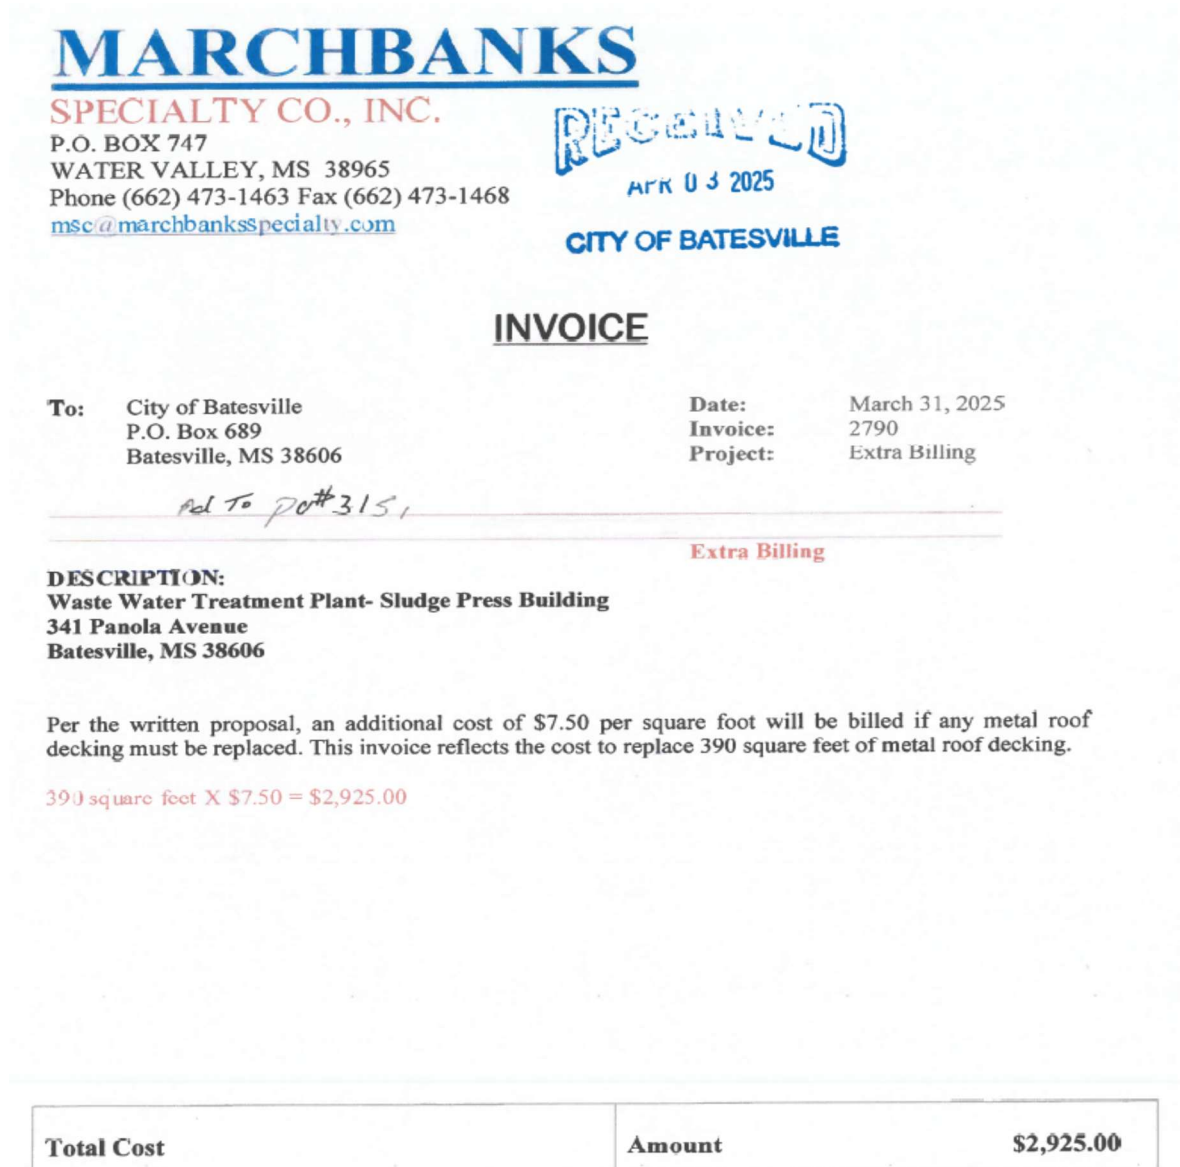 MARCHBANKS
SPECIALTY CO., INC.
P.O. BOX 747
WATER VALLEY, MS 38965
Phone (662) 473-1463 Fax (662) 473-1468
msc@marchbanksspecialty.com
RECEIVED
APR 03 2025
CITY OF BATESVILLE
INVOICE
To: City of Batesville
P.O. Box 689
Batesville, MS 38606
Date: March 31, 2025
Invoice: 2790
Project: Extra Billing
Ad To PO# 315
Extra Billing
DESCRIPTION:
Waste Water Treatment Plant- Sludge Press Building
341 Panola Avenue
Batesville, MS 38606
Per the written proposal, an additional cost of $7.50 per square foot will be billed if any metal roof
decking must be replaced. This invoice reflects the cost to replace 390 square feet of metal roof decking.
390 square feet X $7.50 = $2,925.00
Total Cost Amount $2,925.00